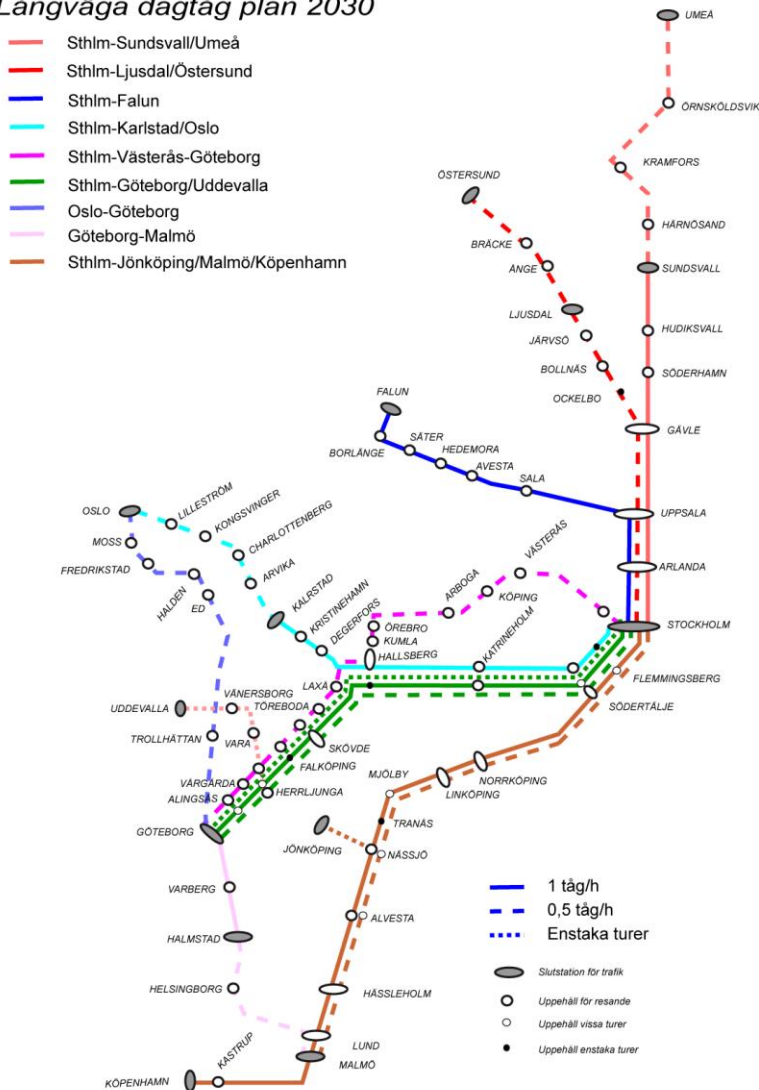 Långväga dagtåg plan 2030
Sthlm-Sundsvall/Umeå
Sthlm-Ljusdal/Östersund
Sthlm-Falun
Sthlm-Karlstad/Oslo
Sthlm-Västerås-Göteborg
Sthlm-Göteborg/Uddevalla
Oslo-Göteborg
Göteborg-Malmö
Sthlm-Jönköping/Malmö/Köpenhamn
UMEÅ
ÖRNSKÖLDSVIK
KRAMFORS
ÖSTERSUND
HÄRNÖSAND
BRÄCKE
ÅNGE
SUNDSVALL
LJUSDAL
HUDIKSVALL
JÄRVSÖ
BOLLNÄS
SÖDERHAMN
OCKELBO
FALUN
GÄVLE
BORLÄNGE
SÄTER
HEDEMORA
AVESTA
SALA
UPPSALA
OSLO
LILLESTRÖM
KONGSVINGER
CHARLOTTENBERG
MOSS
FREDRIKSTAD
HALDEN
ED
ARVIKA
KALRSTAD
KRISTINEHAMN
DEGERFORS
VÄSTERÅS
ARBOGA
KÖPING
ARLANDA
ÖREBRO
KUMLA
HALLSBERG
KATRINEHOLM
STOCKHOLM
FLEMMINGSBERG
SÖDERTÄLJE
LAXÅ
VÄNERSBORG
TÖREBODA
UDDEVALLA
TROLLHÄTTAN
VARA
SKÖVDE
FALKÖPING
VÅRGÅRDA
ALINGSÅS
HERRLJUNGA
GÖTEBORG
MJÖLBY
LINKÖPING
NORRKÖPING
TRANÅS
JÖNKÖPING
NÄSSJÖ
VARBERG
ALVESTA
HALMSTAD
HELSINGBORG
HÄSSLEHOLM
LUND
MALMÖ
KASTRUP
KÖPENHAMN
1 tåg/h
0,5 tåg/h
Enstaka turer
Slutstation för trafik
Uppehåll för resande
Uppehåll vissa turer
Uppehåll enstaka turer